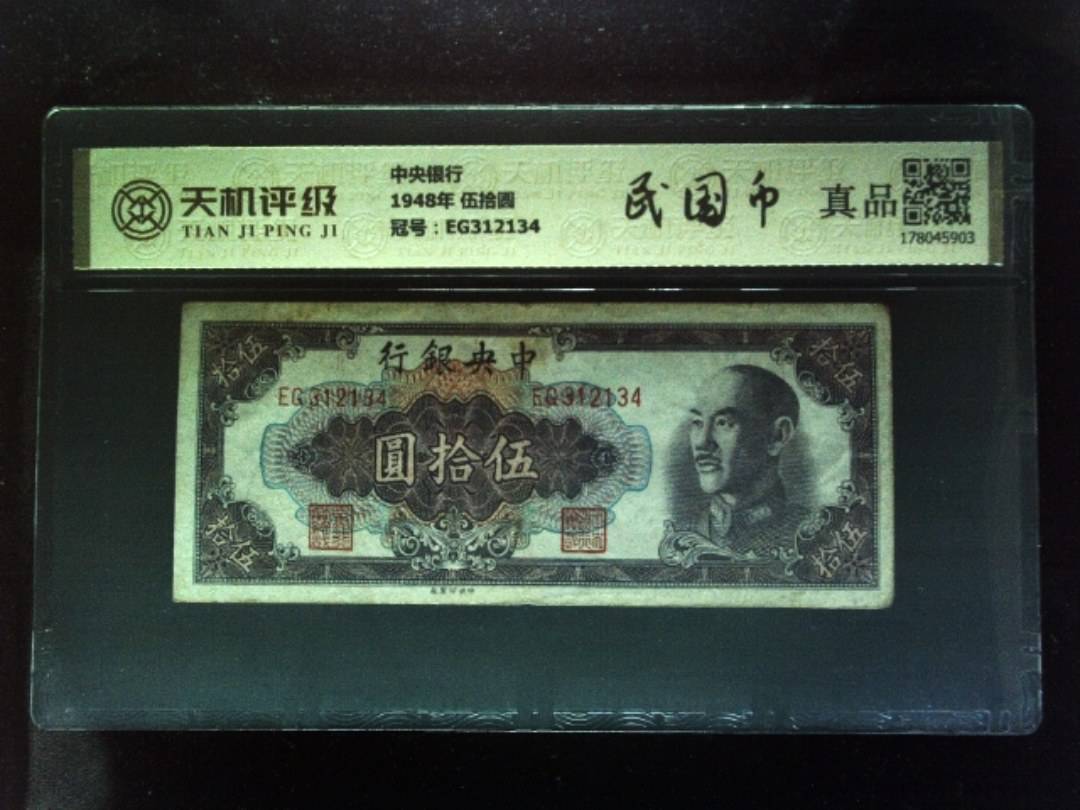 天机评级
TIAN JI PING JI
中央银行
1948年 伍拾圆
冠号：EG312134
民国币
真品
178045903
行銀央中
拾伍
拾伍
EG312134
EG312134
圓拾伍
拾伍
拾伍